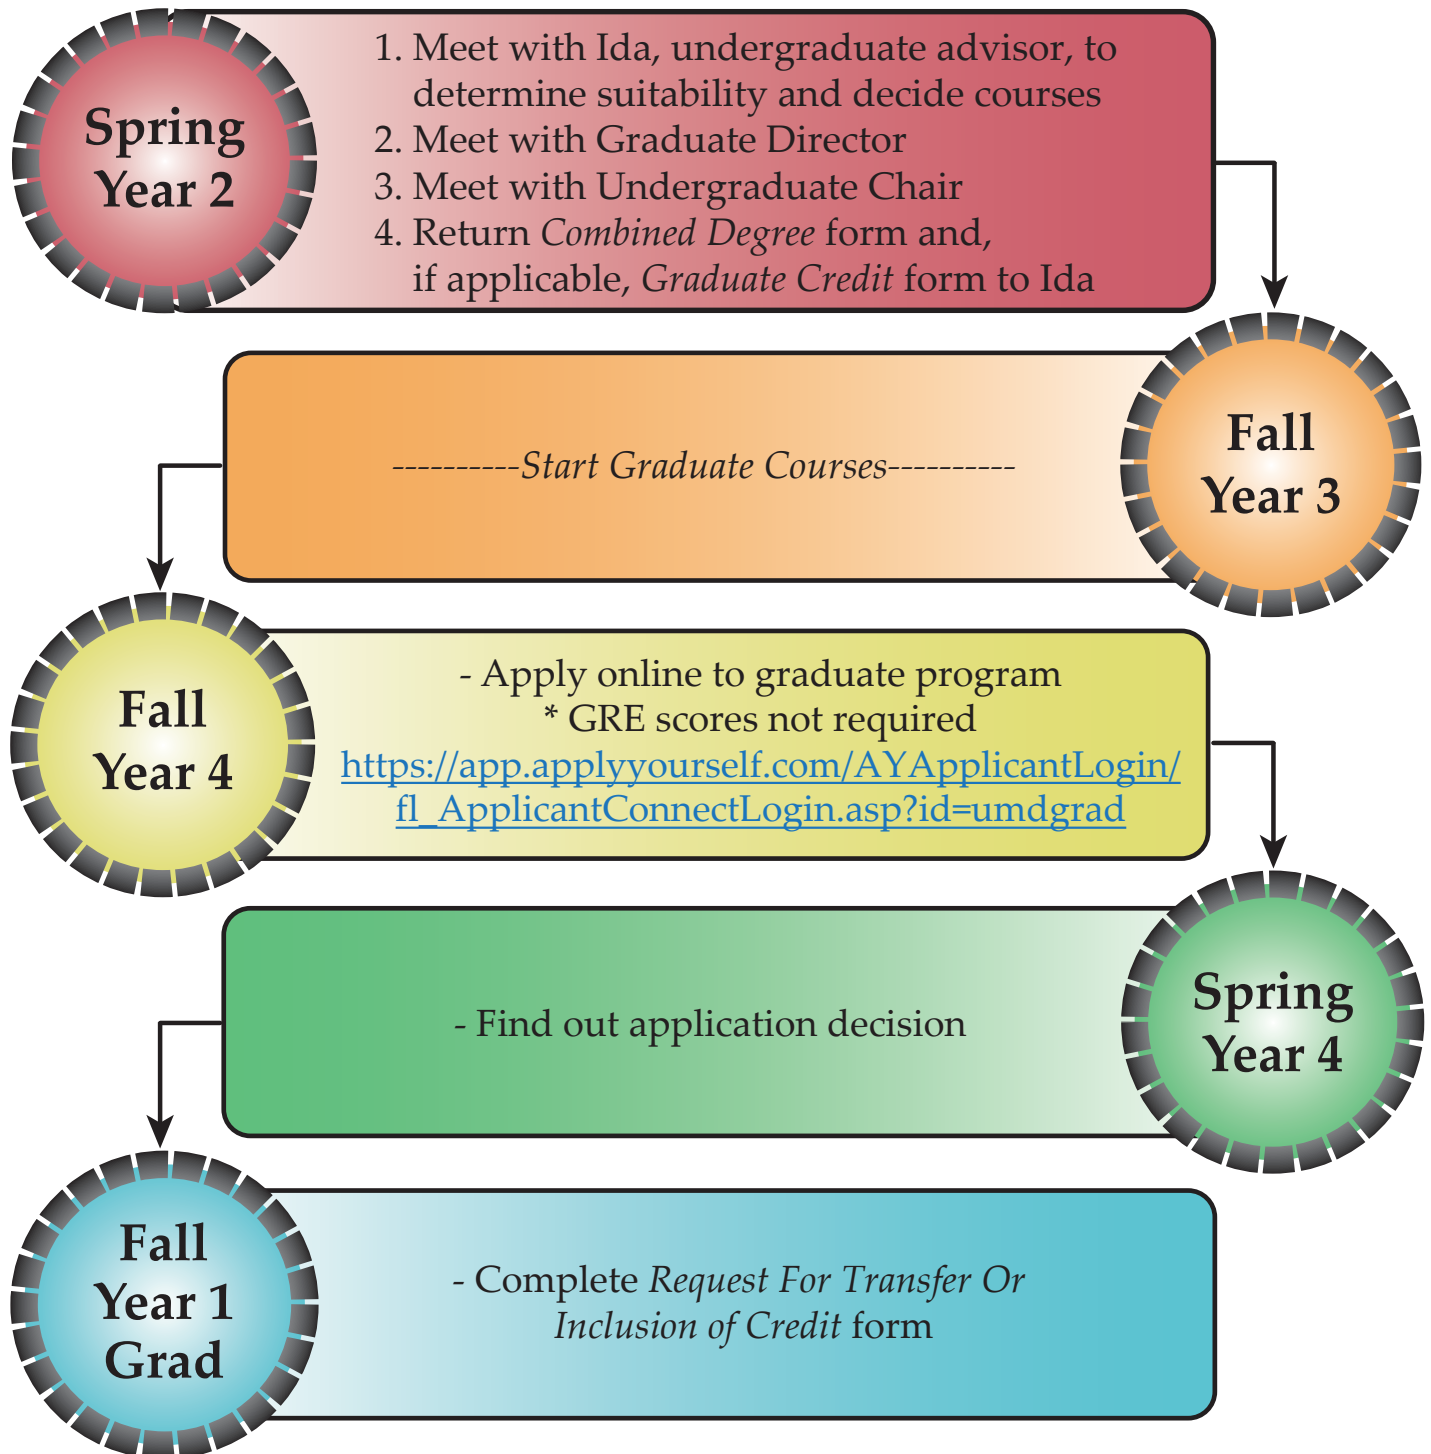 Spring
Year 2
1. Meet with Ida, undergraduate advisor, to
determine suitability and decide courses
2. Meet with Graduate Director
3. Meet with Undergraduate Chair
4. Return Combined Degree form and,
if applicable, Graduate Credit form to Ida
Fall
Year 3
----------Start Graduate Courses----------
Fall
Year 4
- Apply online to graduate program
* GRE scores not required
https://app.applyyourself.com/AYApplicantLogin/
fl_ApplicantConnectLogin.asp?id=umdgrad
Spring
Year 4
- Find out application decision
Fall
Year 1
Grad
- Complete Request For Transfer Or
Inclusion of Credit form